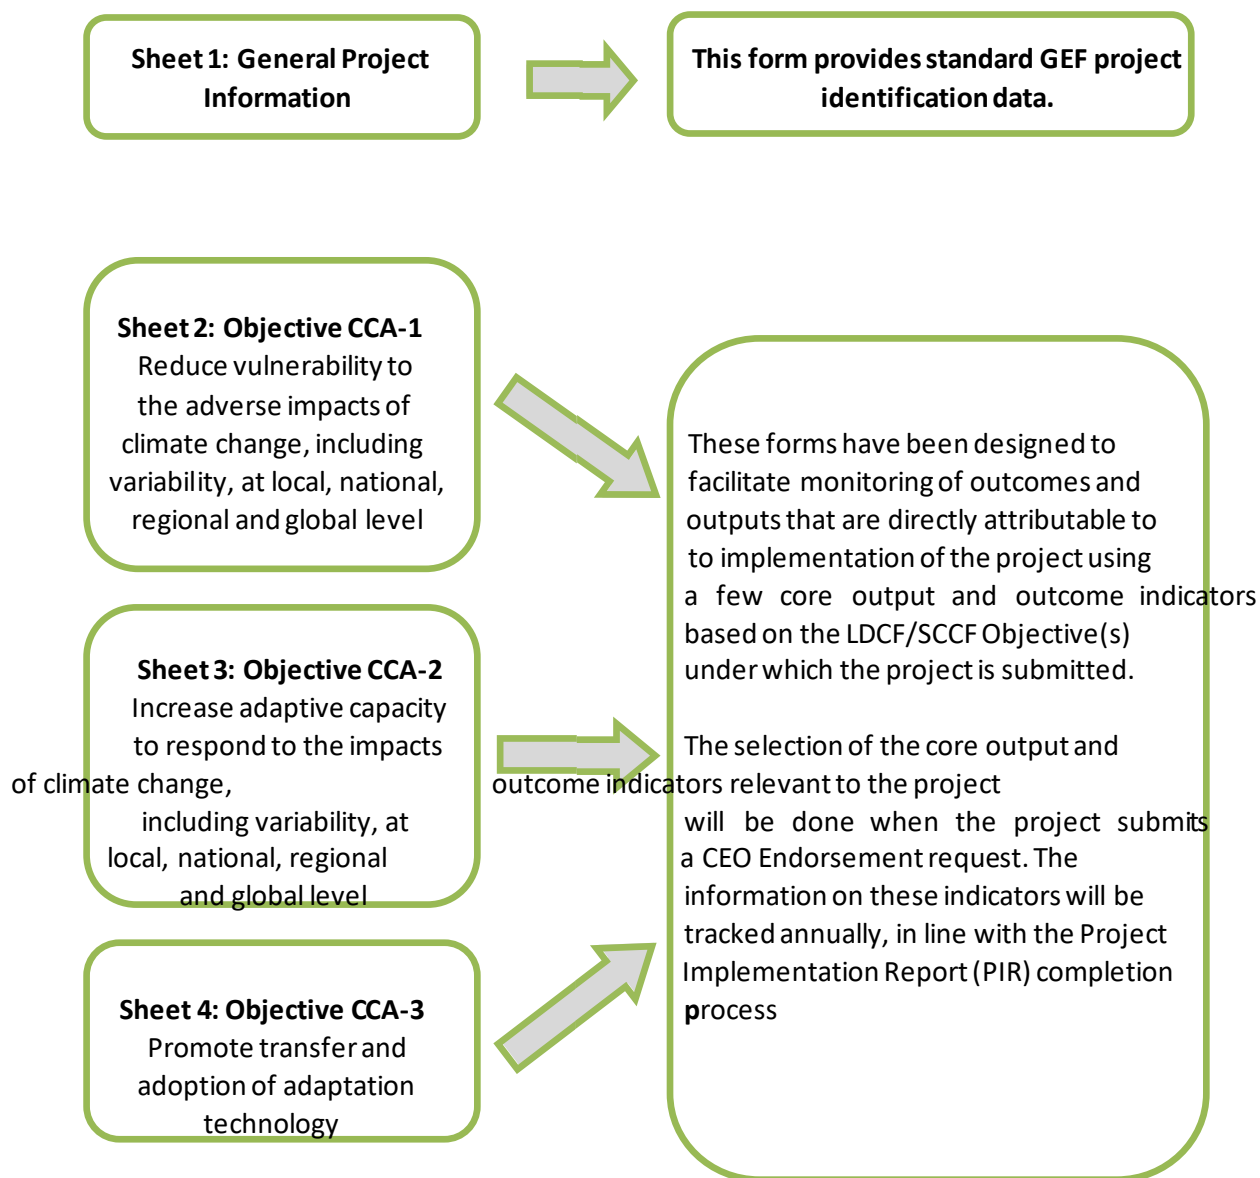 Sheet 1: General Project
Information
This form provides standard GEF project
identification data.
Sheet 2: Objective CCA-1
Reduce vulnerability to
the adverse impacts of
climate change, including
variability, at local, national,
regional and global level
Sheet 3: Objective CCA-2
Increase adaptive capacity
to respond to the impacts
of climate change,
including variability, at
local, national, regional
and global level
Sheet 4: Objective CCA-3
Promote transfer and
adoption of adaptation
technology
These forms have been designed to
facilitate monitoring of outcomes and
outputs that are directly attributable to
to implementation of the project using
a few core output and outcome indicators
based on the LDCF/SCCF Objective(s)
under which the project is submitted.
The selection of the core output and
outcome indicators relevant to the project
will be done when the project submits
a CEO Endorsement request. The
information on these indicators will be
tracked annually, in line with the Project
Implementation Report (PIR) completion
process